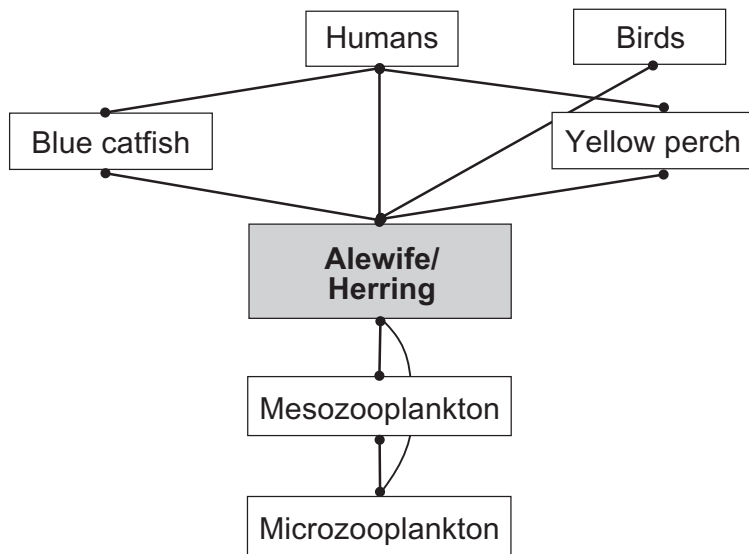 Humans
Birds
Blue catfish
Yellow perch
Alewife/
Herring
Mesozooplankton
Microzooplankton